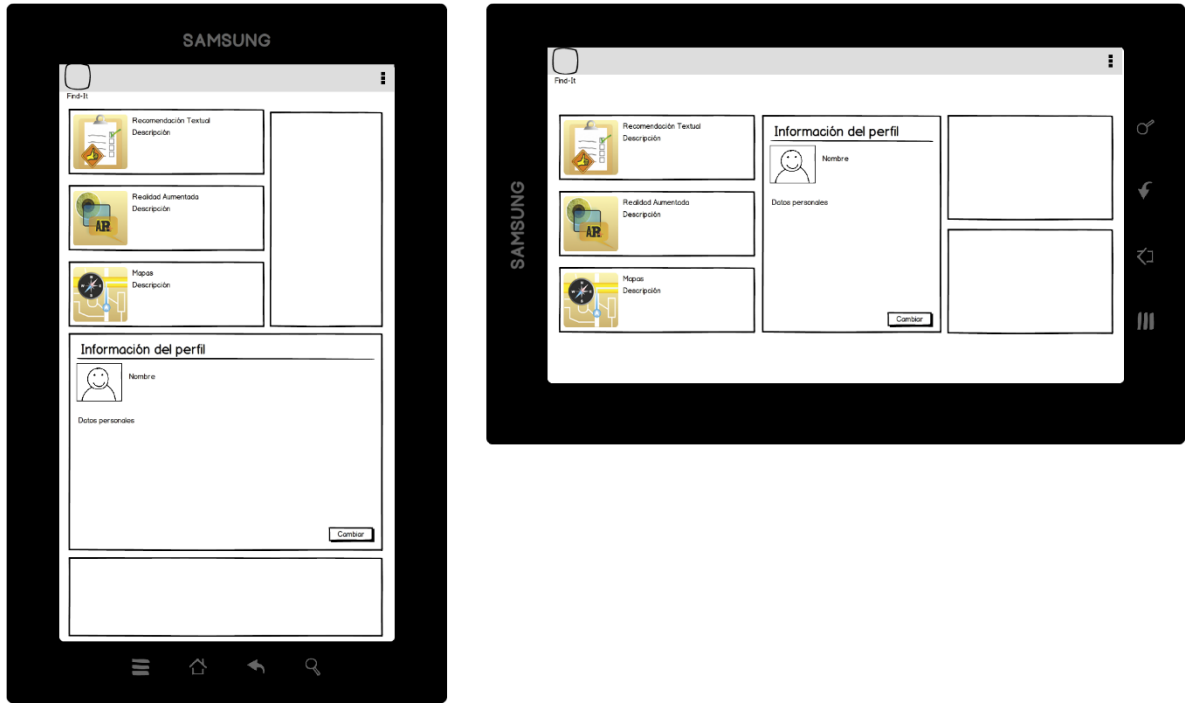 SAMSUNG
Find-It
Recomendación Textual
Descripción
Realidad Aumentada
Descripción
AR
Mapas
Descripción
Información del perfil
Nombre
Datos personales
Cambiar
SAMSUNG
Find-It
Recomendación Textual
Descripción
Realidad Aumentada
Descripción
AR
Mapas
Descripción
Información del perfil
Nombre
Datos personales
Cambiar